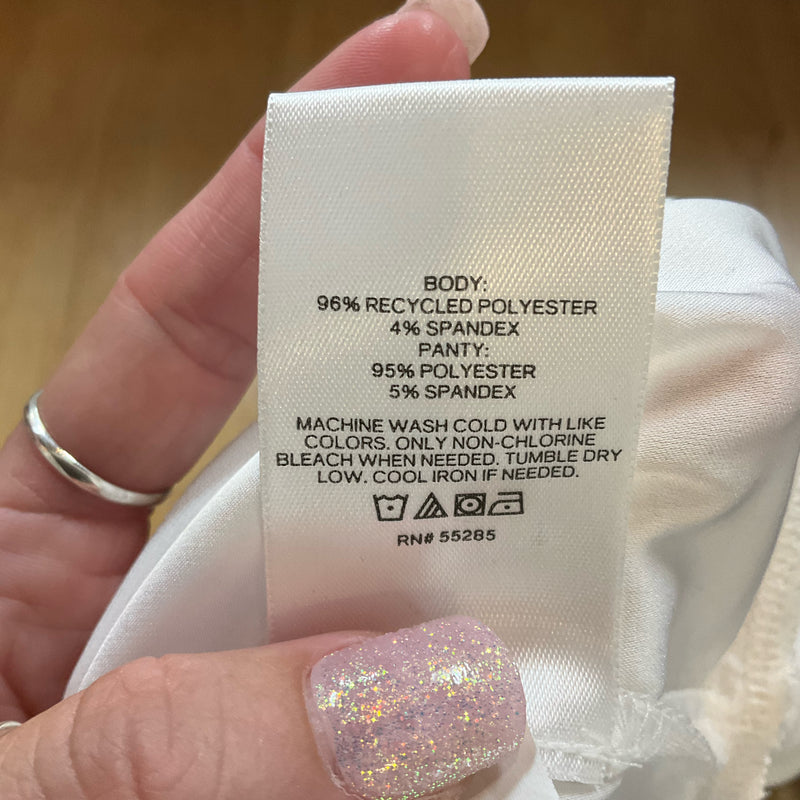 BODY:
96% RECYCLED POLYESTER
4% SPANDEX
PANTY:
95% POLYESTER
5% SPANDEX
MACHINE WASH COLD WITH LIKE
COLORS. ONLY NON-CHLORINE
BLEACH WHEN NEEDED. TUMBLE DRY
LOW. COOL IRON IF NEEDED.
RN# 55285